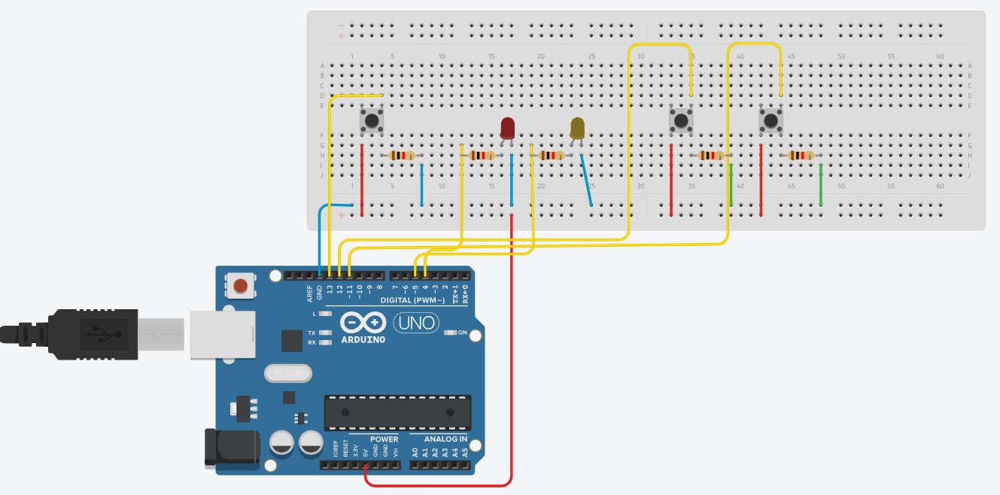 − −
+
1 5 10 15 20 25 30 35 40 45 50 55 60
A A
B B
C C
D D
E E
F F
G G
H H
I I
J J
1 5 10 15 20 25 30 35 40 45 50 55 60
+
AREF GND 13 12 ~11 ~10 ~9 8 7 ~6 ~5 4 ~3 2 TX→1 RX←0
DIGITAL (PWM~)
L
TX
RX
UNO
ON
ARDUINO
POWER ANALOG IN
IOREF RESET 3.3V 5V GND GND Vin A0 A1 A2 A3 A4 A5